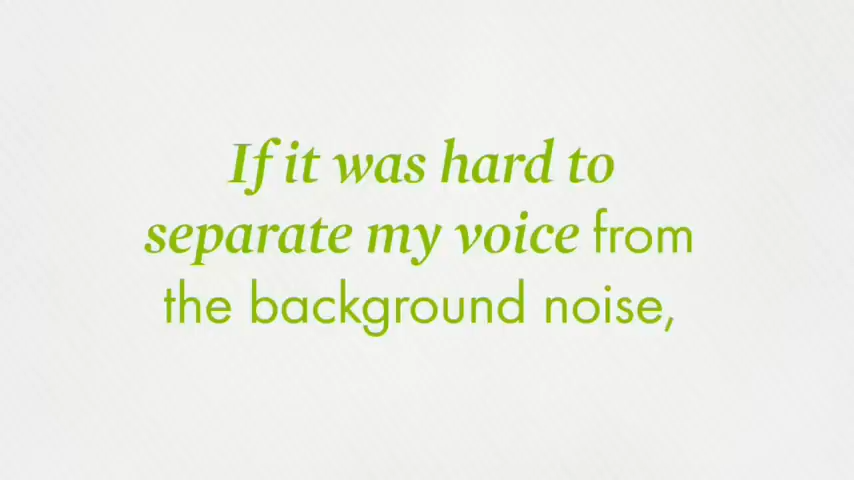 If it was hard to
separate my voice from
the background noise,